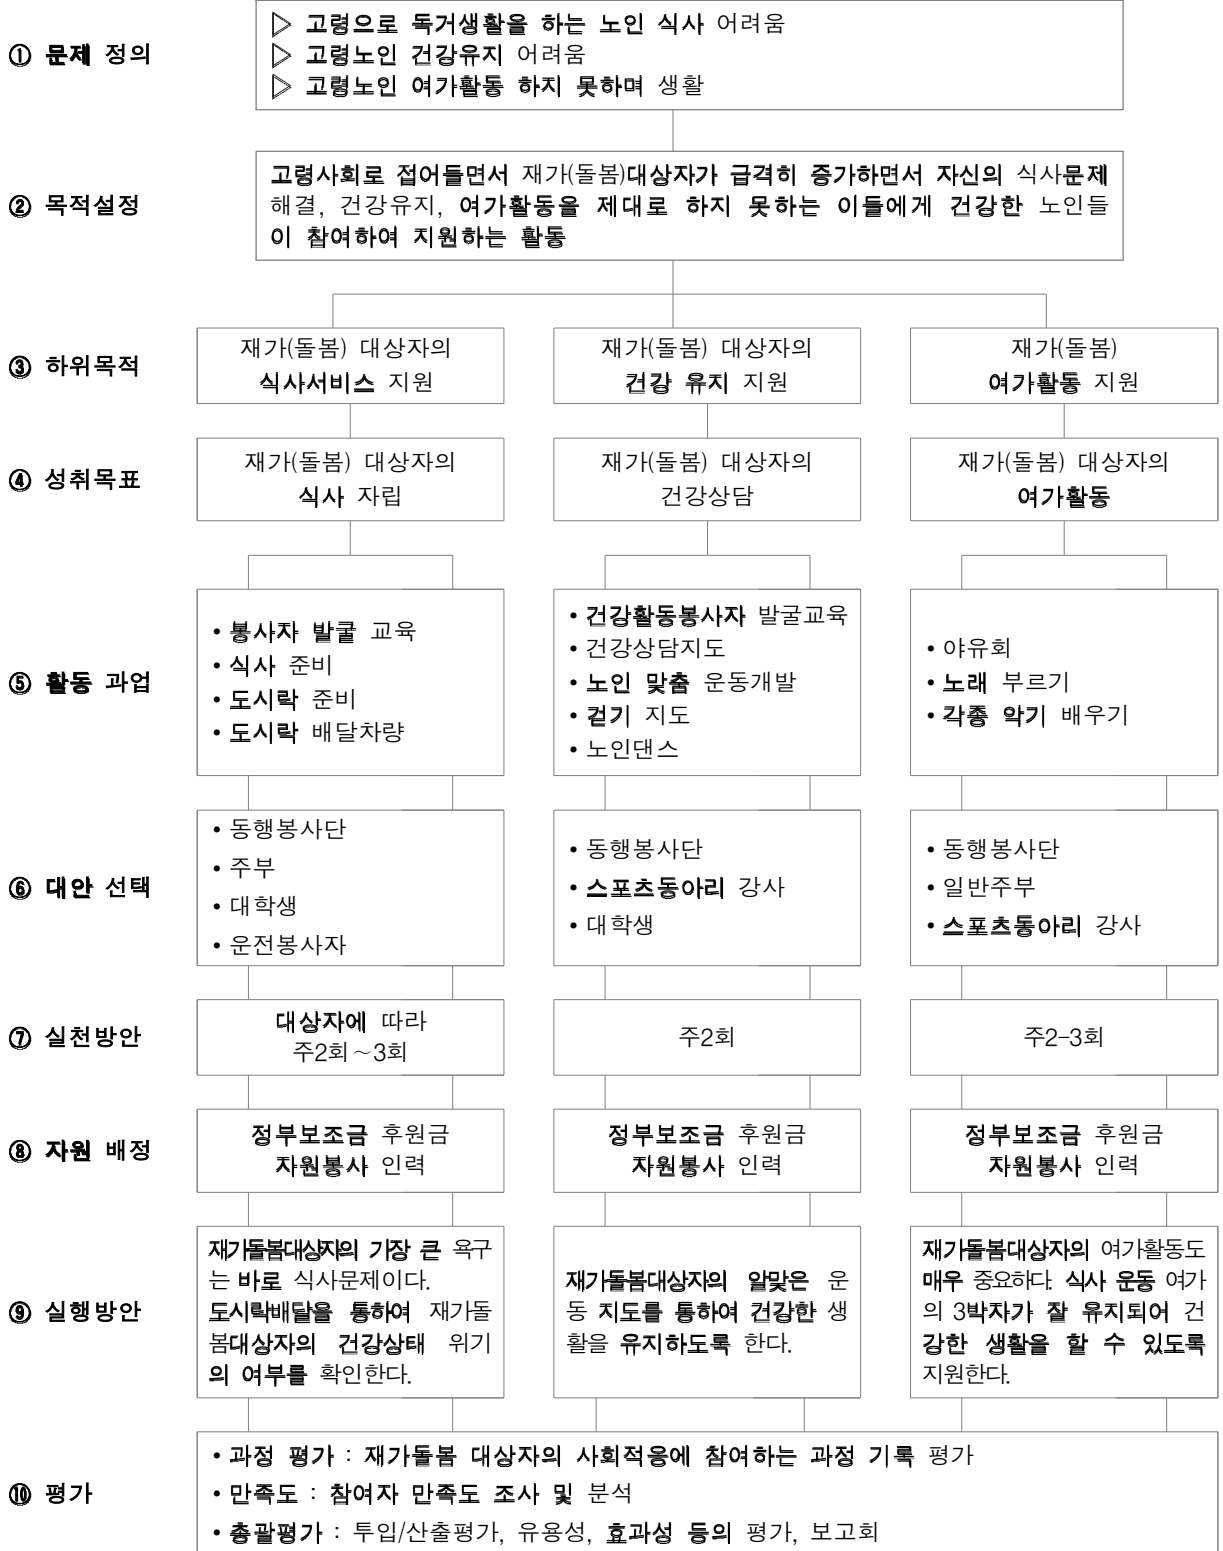 ① 문제 정의
▷ 고령으로 독거생활을 하는 노인 식사 어려움
▷ 고령노인 건강유지 어려움
▷ 고령노인 여가활동 하지 못하며 생활
② 목적설정
고령사회로 접어들면서 재가(돌봄)대상자가 급격히 증가하면서 자신의 식사문제
해결, 건강유지, 여가활동을 제대로 하지 못하는 이들에게 건강한 노인들
이 참여하여 지원하는 활동
③ 하위목적
재가(돌봄) 대상자의
식사서비스 지원
재가(돌봄) 대상자의
건강 유지 지원
재가(돌봄)
여가활동 지원
④ 성취목표
재가(돌봄) 대상자의
식사 자립
재가(돌봄) 대상자의
건강상담
재가(돌봄) 대상자의
여가활동
⑤ 활동 과업
• 봉사자 발굴 교육
• 식사 준비
• 도시락 준비
• 도시락 배달차량
• 건강활동봉사자 발굴교육
• 건강상담지도
• 노인 맞춤 운동개발
• 걷기 지도
• 노인댄스
• 야유회
• 노래 부르기
• 각종 악기 배우기
⑥ 대안 선택
• 동행봉사단
• 주부
• 대학생
• 운전봉사자
• 동행봉사단
• 스포츠동아리 강사
• 대학생
• 동행봉사단
• 일반주부
• 스포츠동아리 강사
⑦ 실천방안
대상자에 따라
주2회～3회
주2회
주2-3회
⑧ 자원 배정
정부보조금 후원금
자원봉사 인력
정부보조금 후원금
자원봉사 인력
정부보조금 후원금
자원봉사 인력
⑨ 실행방안
재가돌봄대상자의 가장 큰 욕구
는 바로 식사문제이다.
도시락배달을 통하여 재가돌
봄대상자의 건강상태 위기
의 여부를 확인한다.
재가돌봄대상자의 알맞은 운
동 지도를 통하여 건강한 생
활을 유지하도록 한다.
재가돌봄대상자의 여가활동도
매우 중요하다. 식사 운동 여가
의 3박자가 잘 유지되어 건
강한 생활을 할 수 있도록
지원한다.
⑩ 평가
• 과정 평가 : 재가돌봄 대상자의 사회적응에 참여하는 과정 기록 평가
• 만족도 : 참여자 만족도 조사 및 분석
• 총괄평가 : 투입/산출평가, 유용성, 효과성 등의 평가, 보고회